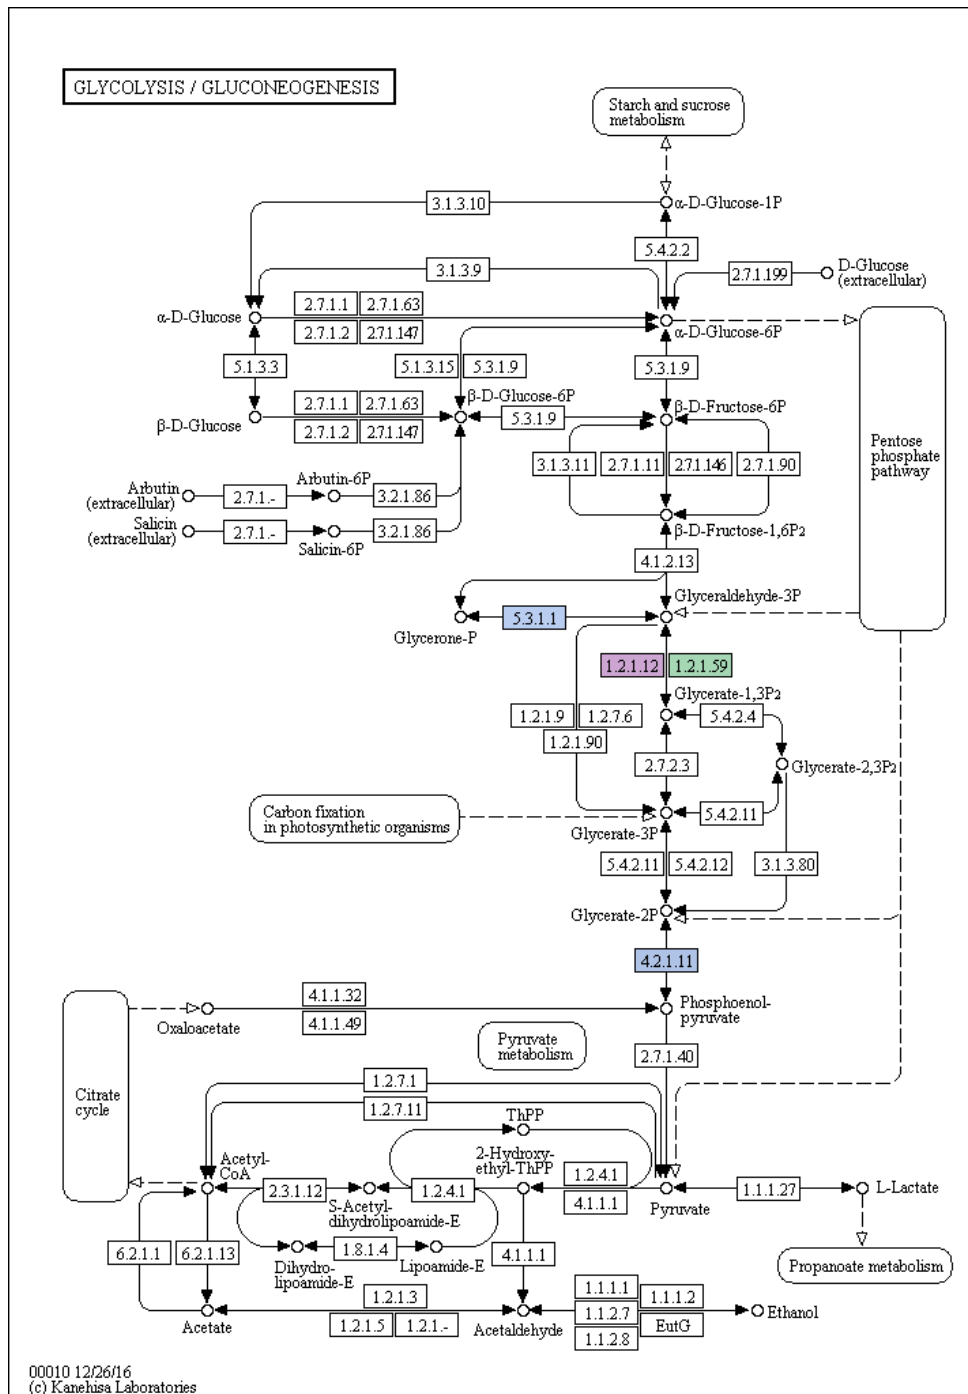 GLYCOLYSIS / GLUCONEOGENESIS
Starch and sucrose
metabolism
3.1.3.10
α-D-Glucose-1P
5.4.2.2
3.1.3.9
2.7.1.199
D-Glucose
(extracellular)
α-D-Glucose
2.7.1.1
2.7.1.63
2.7.1.2
2.7.1.147
α-D-Glucose-6P
5.1.3.3
5.1.3.15
5.3.1.9
5.3.1.9
β-D-Glucose
2.7.1.1
2.7.1.63
2.7.1.2
2.7.1.147
β-D-Glucose-6P
5.3.1.9
β-D-Fructose-6P
Pentose
phosphate
pathway
3.1.3.11
2.7.1.11
2.7.1.146
2.7.1.90
Arbutin
(extracellular)
2.7.1.-
Arbutin-6P
3.2.1.86
Salicin
(extracellular)
2.7.1.-
Salicin-6P
3.2.1.86
β-D-Fructose-1,6P2
4.1.2.13
Glyceraldehyde-3P
Glycerone-P
5.3.1.1
1.2.1.12
1.2.1.59
Glycerate-1,3P2
1.2.1.9
1.2.7.6
1.2.1.90
5.4.2.4
2.7.2.3
Glycerate-2,3P2
Carbon fixation
in photosynthetic organisms
5.4.2.11
Glycerate-3P
5.4.2.11
5.4.2.12
3.1.3.80
Glycerate-2P
4.2.1.11
Oxaloacetate
4.1.1.32
4.1.1.49
Phosphoenol-
pyruvate
Pyruvate
metabolism
2.7.1.40
Citrate
cycle
1.2.7.1
1.2.7.11
ThPP
2-Hydroxy-
ethyl-ThPP
Acetyl-
CoA
2.3.1.12
S-Acetyl-
dihydrolipoamide-E
1.2.4.1
1.2.4.1
4.1.1.1
Pyruvate
1.1.1.27
L-Lactate
6.2.1.1
6.2.1.13
Dihydro-
lipoamide-E
1.8.1.4
Lipoamide-E
4.1.1.1
Propanoate metabolism
Acetate
1.2.1.3
1.2.1.5
1.2.1.-
Acetaldehyde
1.1.1.1
1.1.1.2
1.1.2.7
EutG
1.1.2.8
Ethanol
00010 12/26/16
(c) Kanehisa Laboratories